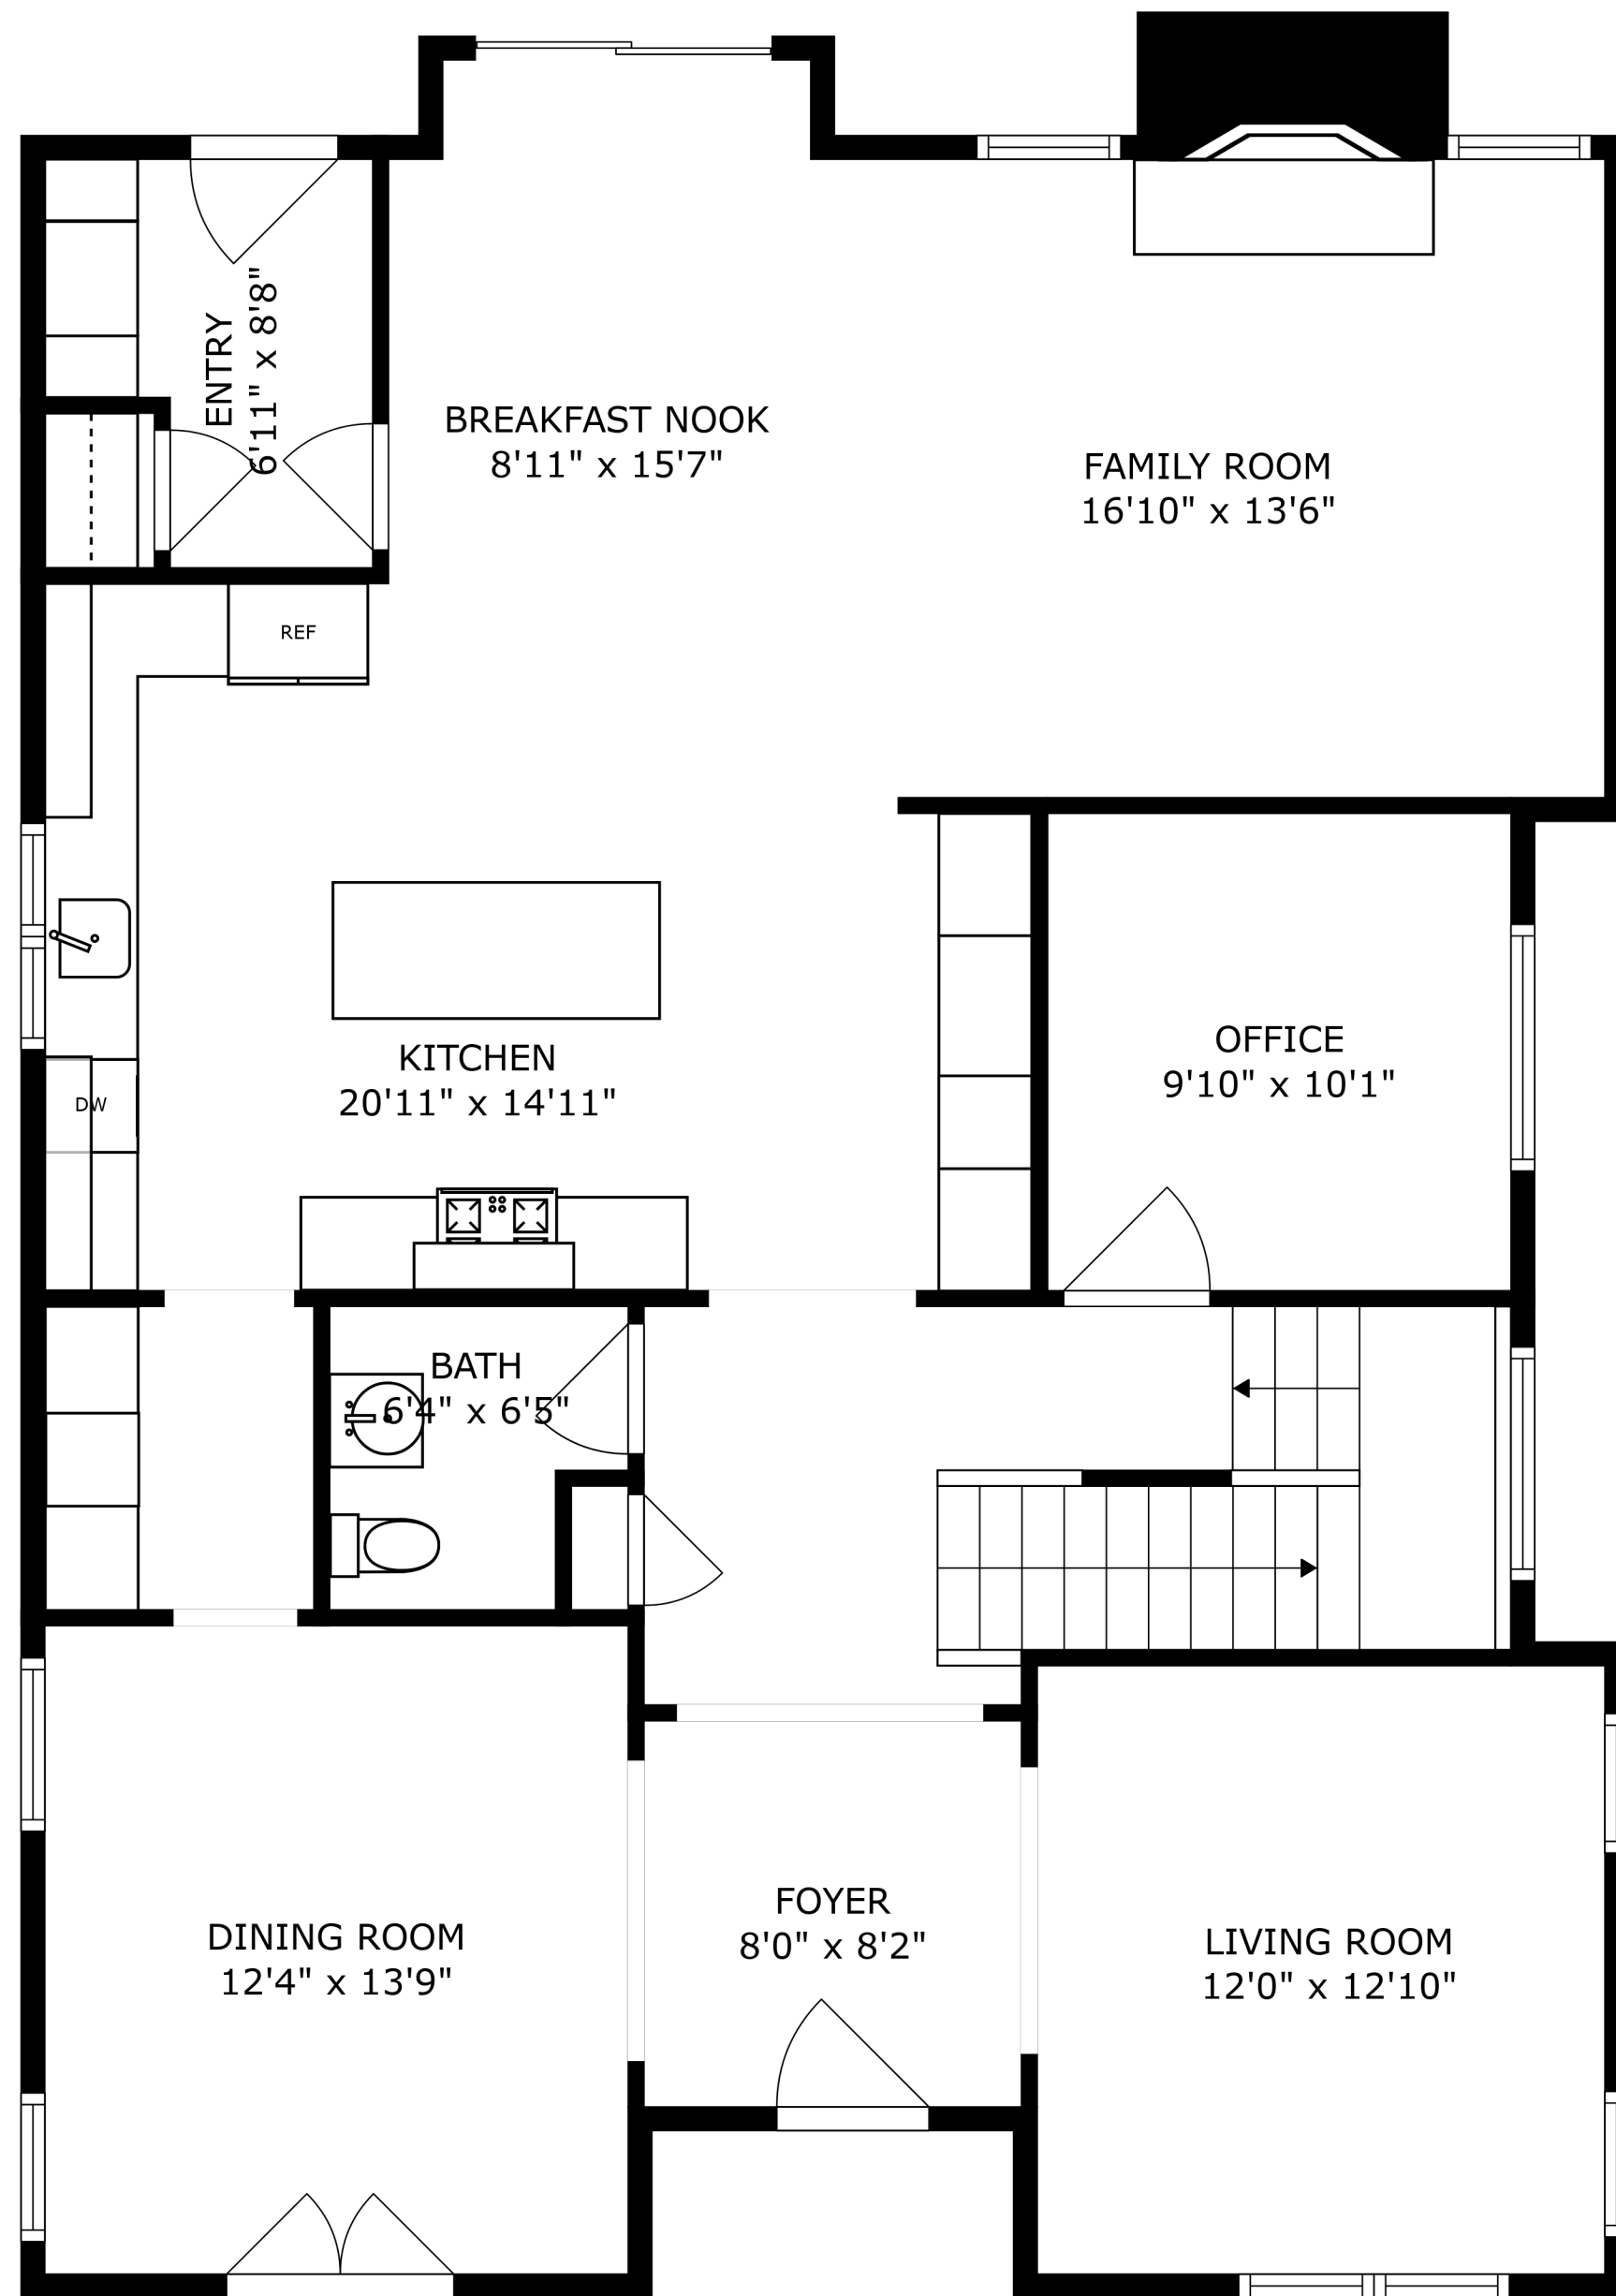 ENTRY
6'11" x 8'8"
BREAKFAST NOOK
8'11" x 15'7"
FAMILY ROOM
16'10" x 13'6"
REF
KITCHEN
20'11" x 14'11"
OFFICE
9'10" x 10'1"
DW
BATH
6'4" x 6'5"
FOYER
8'0" x 8'2"
DINING ROOM
12'4" x 13'9"
LIVING ROOM
12'0" x 12'10"